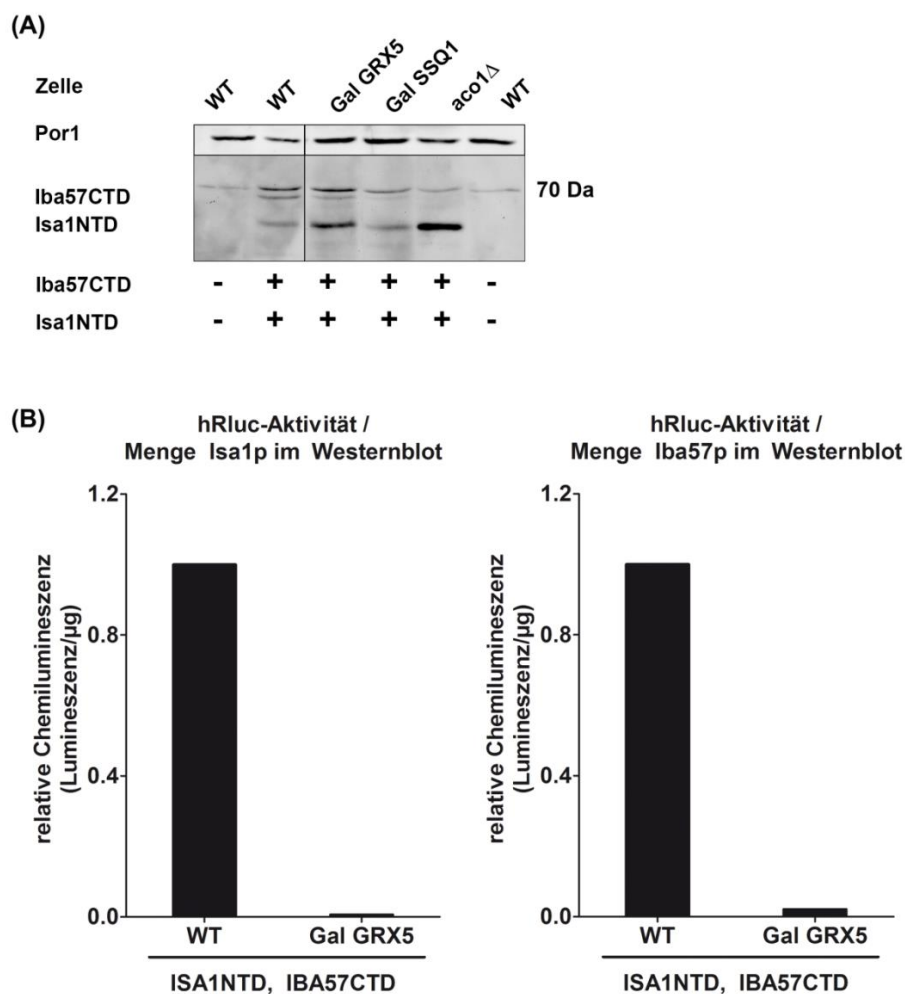 (A)
Zelle WT WT Gal GRX5 Gal SSQ1 aco1Δ WT
Por1
Iba57CTD 70 Da
Isa1NTD
Iba57CTD - + + + + -
Isa1NTD - + + + + -
(B)
hRluc-Aktivität /
Menge Isa1p im Westernblot
relative Chemilumineszenz
(Lumineszenz/µg)
1.2
0.8
0.4
0.0
WT Gal GRX5
ISA1NTD, IBA57CTD
hRluc-Aktivität /
Menge Iba57p im Westernblot
relative Chemilumineszenz
(Lumineszenz/µg)
1.2
0.8
0.4
0.0
WT Gal GRX5
ISA1NTD, IBA57CTD